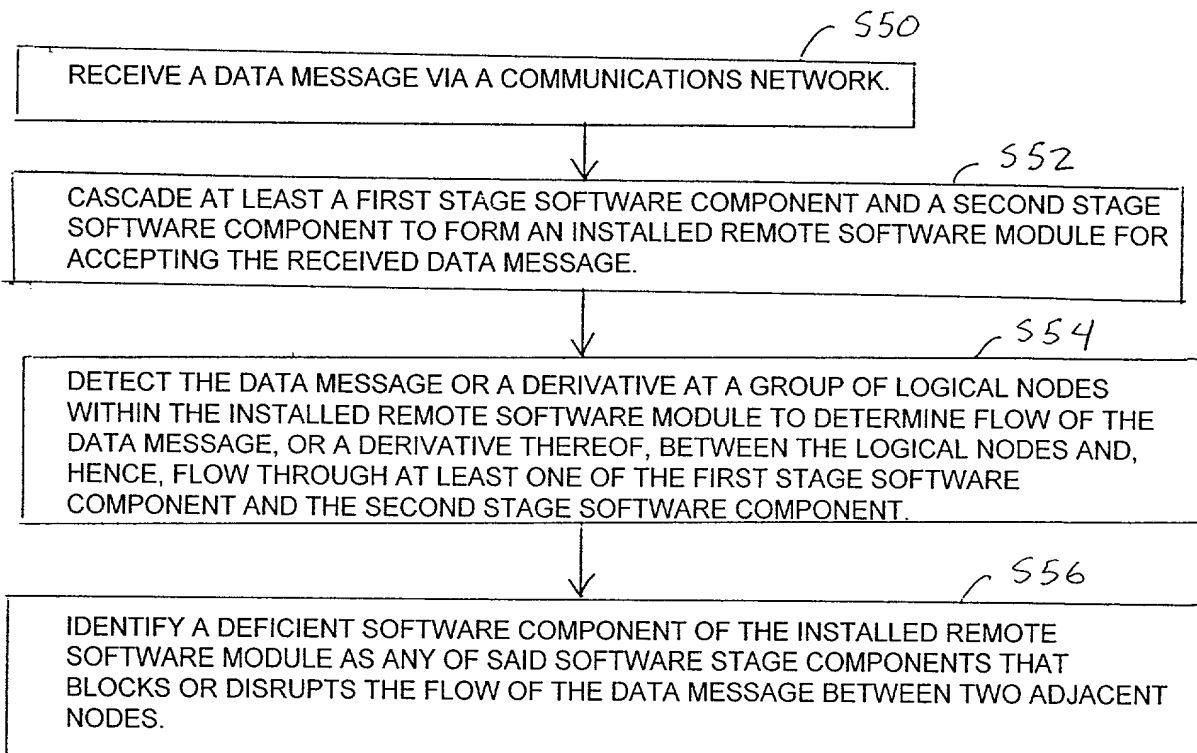 S50
RECEIVE A DATA MESSAGE VIA A COMMUNICATIONS NETWORK.
S52
CASCADE AT LEAST A FIRST STAGE SOFTWARE COMPONENT AND A SECOND STAGE
SOFTWARE COMPONENT TO FORM AN INSTALLED REMOTE SOFTWARE MODULE FOR
ACCEPTING THE RECEIVED DATA MESSAGE.
S54
DETECT THE DATA MESSAGE OR A DERIVATIVE AT A GROUP OF LOGICAL NODES
WITHIN THE INSTALLED REMOTE SOFTWARE MODULE TO DETERMINE FLOW OF THE
DATA MESSAGE, OR A DERIVATIVE THEREOF, BETWEEN THE LOGICAL NODES AND,
HENCE, FLOW THROUGH AT LEAST ONE OF THE FIRST STAGE SOFTWARE
COMPONENT AND THE SECOND STAGE SOFTWARE COMPONENT.
S56
IDENTIFY A DEFICIENT SOFTWARE COMPONENT OF THE INSTALLED REMOTE
SOFTWARE MODULE AS ANY OF SAID SOFTWARE STAGE COMPONENTS THAT
BLOCKS OR DISRUPTS THE FLOW OF THE DATA MESSAGE BETWEEN TWO ADJACENT
NODES.